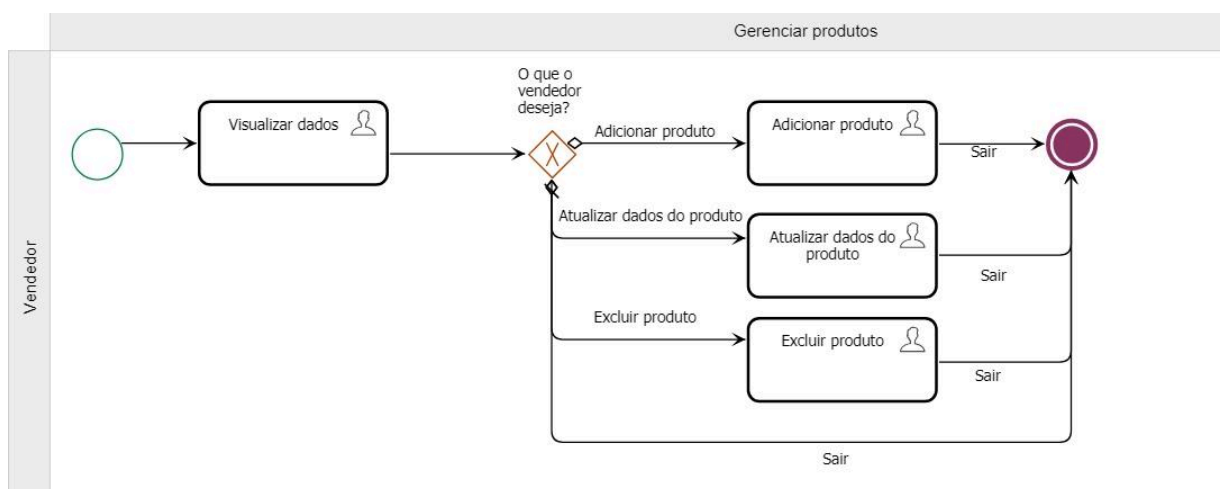 Gerenciar produtos
Vendedor
O que o
vendedor
deseja?
Visualizar dados
Adicionar produto
Adicionar produto
Sair
Atualizar dados do produto
Atualizar dados do
produto
Sair
Excluir produto
Excluir produto
Sair
Sair